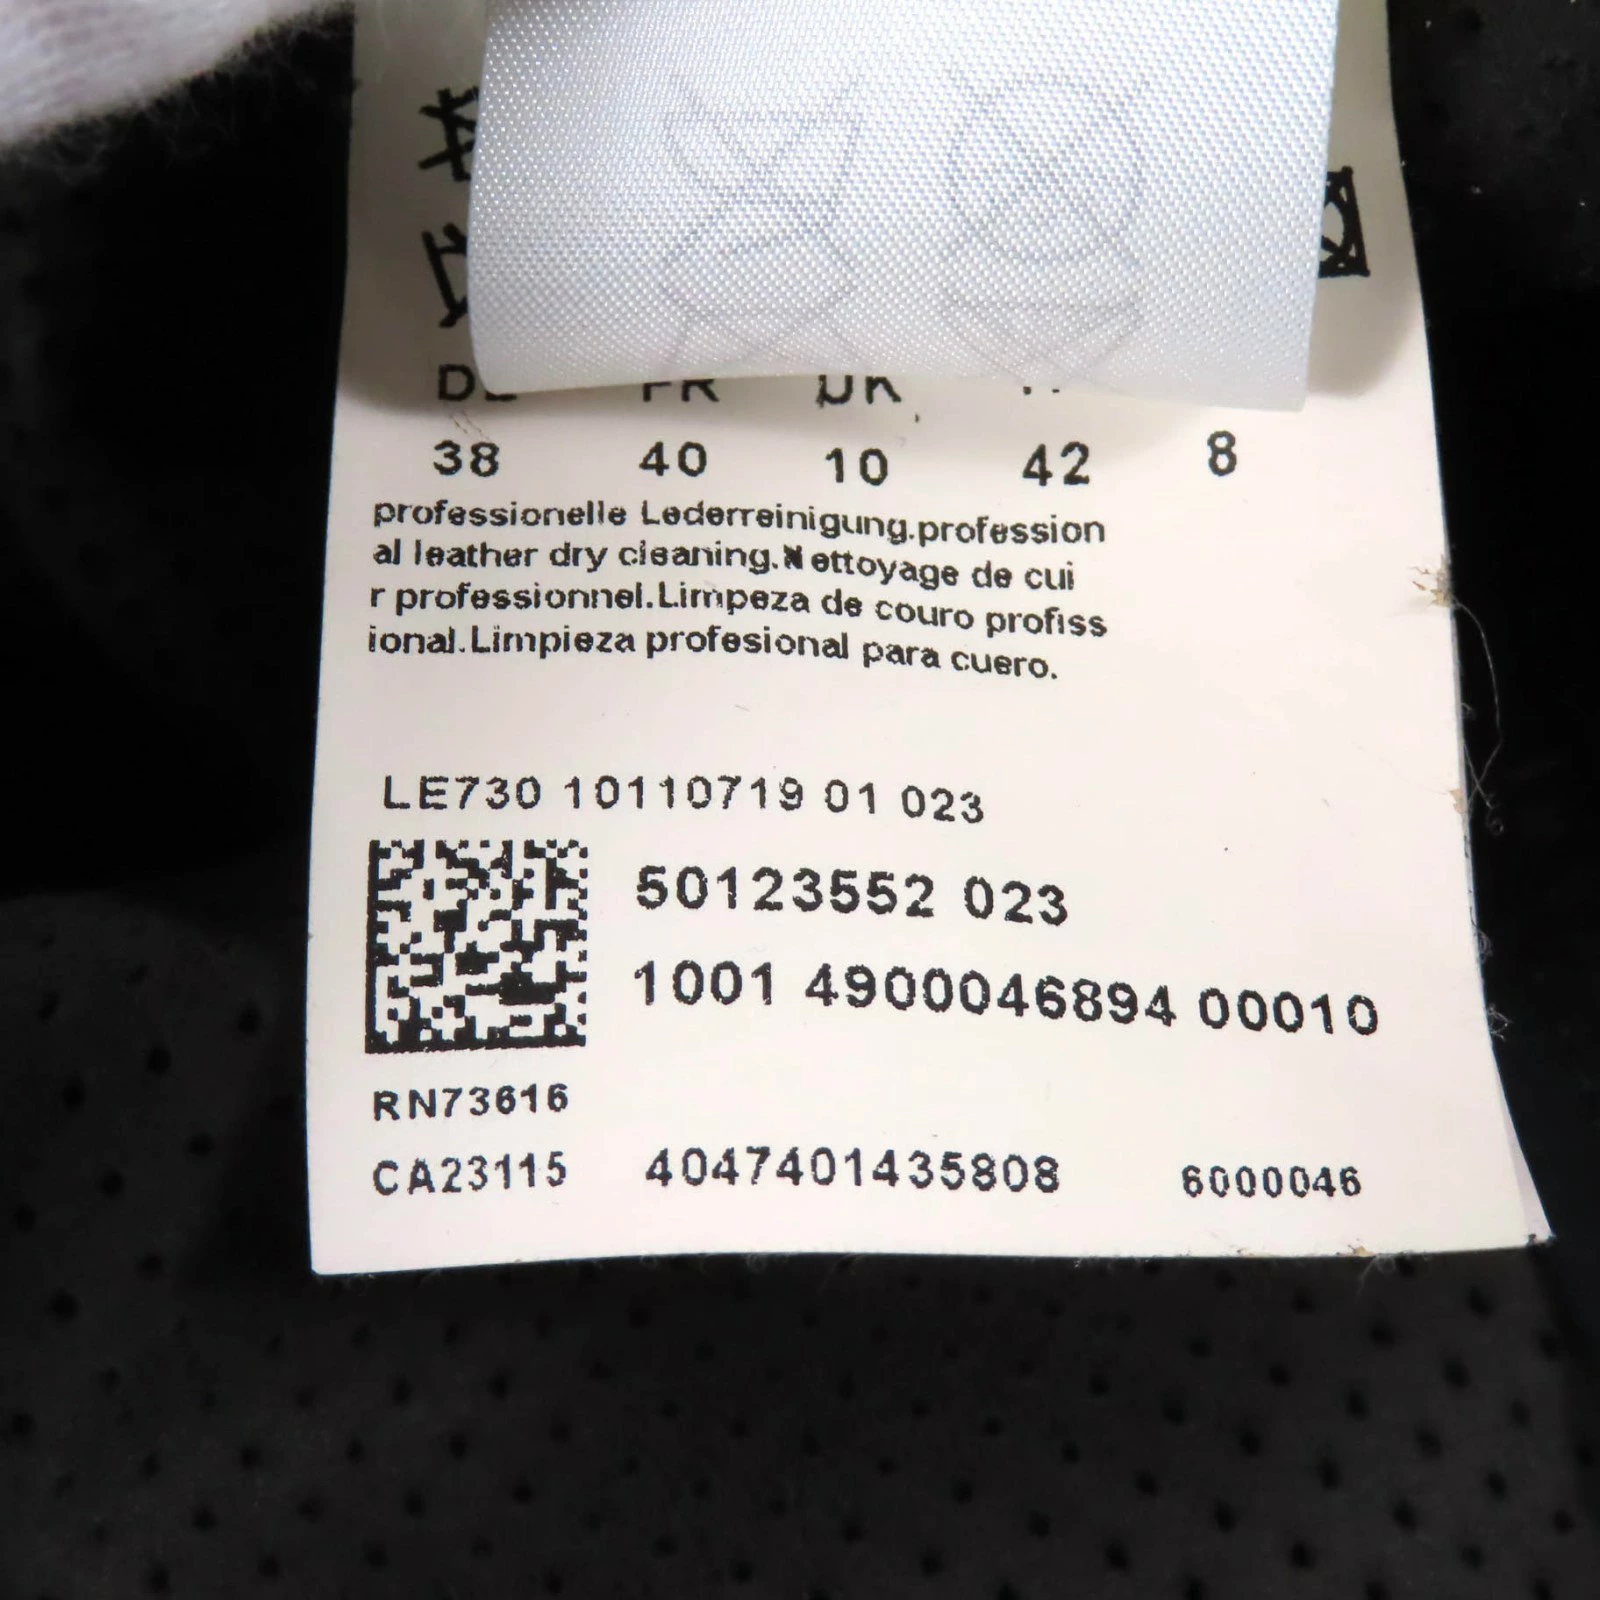 FR UK
38 40 10 42 8
professionelle Lederreinigung.profession
al leather dry cleaning.Nettoyage de cui
r professionnel.Limpeza de couro profiss
ional.Limpieza profesional para cuero.
LE730 10110719 01 023
50123552 023
1001 4900046894 00010
RN73616
CA23115 4047401435808 6000046